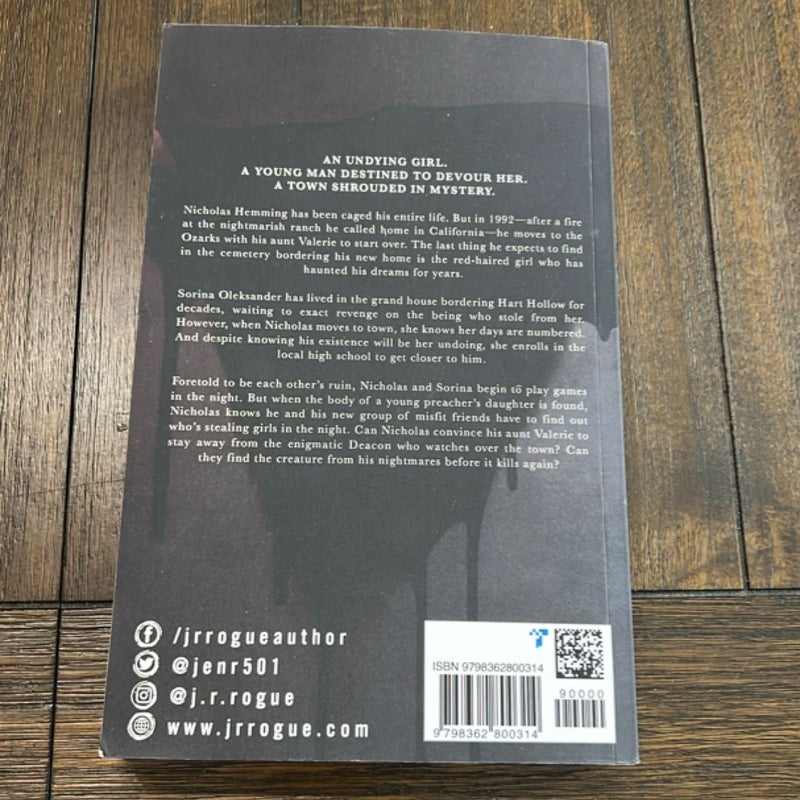 AN UNDYING GIRL.
A YOUNG MAN DESTINED TO DEVOUR HER.
A TOWN SHROUDED IN MYSTERY.
Nicholas Hemming has been caged his entire life. But in 1992—after a fire
at the nightmarish ranch he called home in California—he moves to the
Ozarks with his aunt Valerie to start over. The last thing he expects to find
in the cemetery bordering his new home is the red-haired girl who has
haunted his dreams for years.
Sorina Oleksander has lived in the grand house bordering Hart Hollow for
decades, waiting to exact revenge on the being who stole from her.
However, when Nicholas moves to town, she knows her days are numbered.
And despite knowing his existence will be her undoing, she enrolls in the
local high school to get closer to him.
Foretold to be each other's ruin, Nicholas and Sorina begin to play games
in the night. But when the body of a young preacher's daughter is found,
Nicholas knows he and his new group of misfit friends have to find out
who's stealing girls in the night. Can Nicholas convince his aunt Valerie to
stay away from the enigmatic Deacon who watches over the town? Can
they find the creature from his nightmares before it kills again?
/jrrogueauthor
@jenr501
@j.r.rogue
www.jrrogue.com
ISBN 9798362800314
90000
9 798362 800314